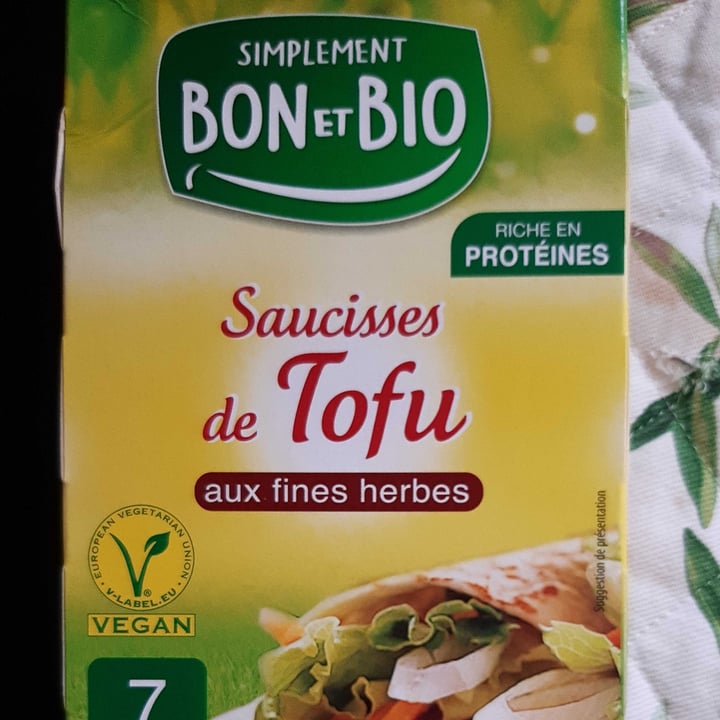 SIMPLEMENT
BON ET BIO
RICHE EN
PROTÉINES
Saucisses
de Tofu
aux fines herbes
Suggestion de présentation
EUROPEAN VEGETARIAN UNION
V-LABEL.EU
®
VEGAN
7